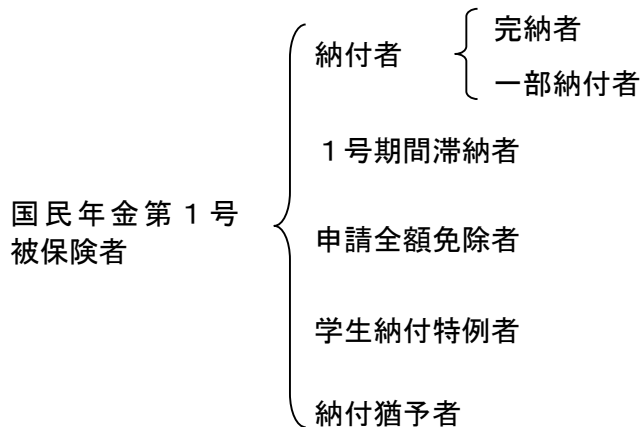 国民年金第１号
被保険者
納付者
完納者
一部納付者
１号期間滞納者
申請全額免除者
学生納付特例者
納付猶予者